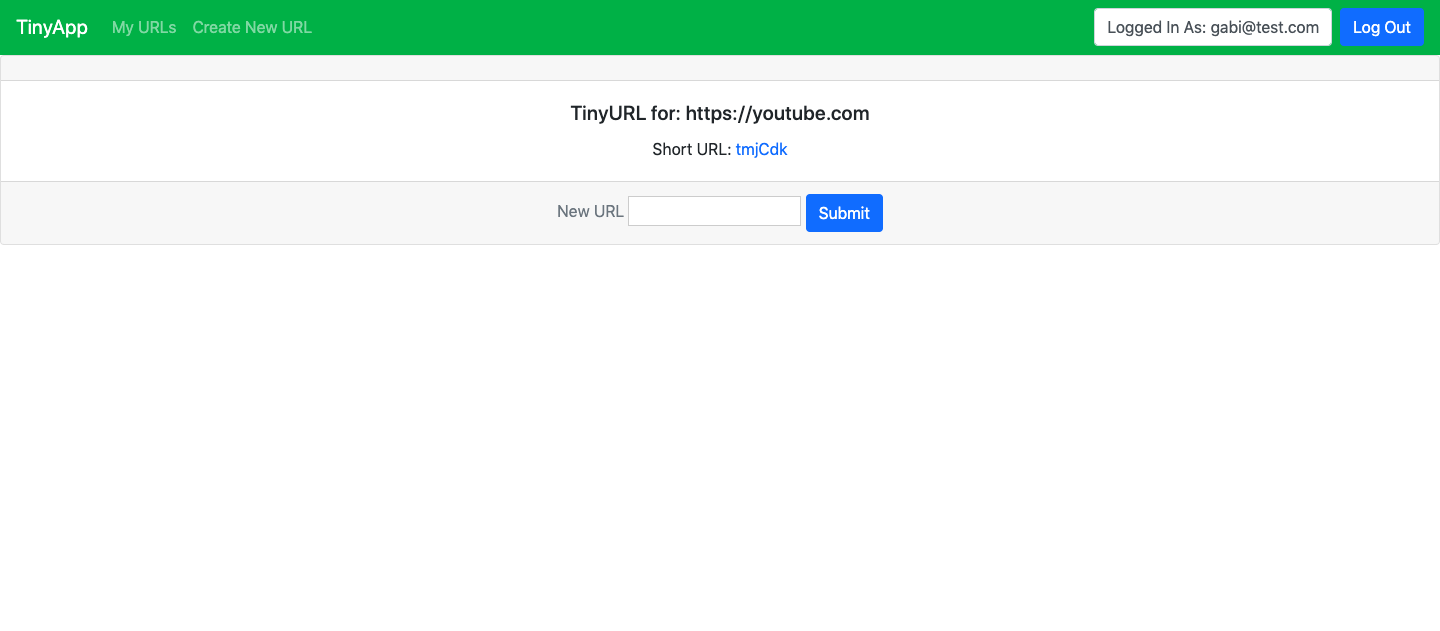 TinyApp My URLs Create New URL Logged In As: gabi@test.com Log Out
TinyURL for: https://youtube.com
Short URL: tmjCdk
New URL Submit